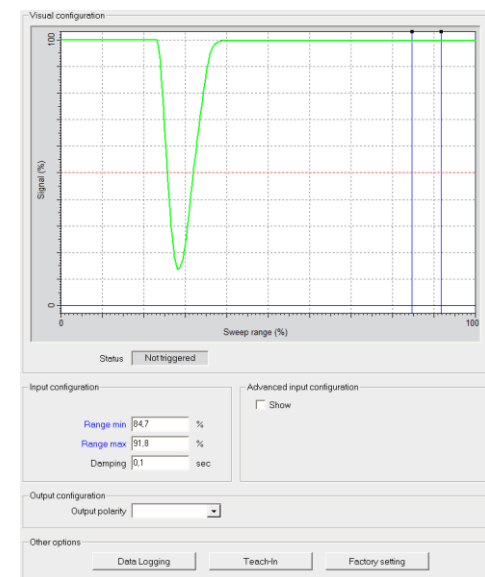 Visual configuration
100
Signal (%)
0
0
100
Sweep range (%)
Status Not triggered
Input configuration
Range min 84,7 %
Range max 91,8 %
Damping 0,1 sec
Advanced input configuration
Show
Output configuration
Output polarity
Other options
Data Logging
Teach-In
Factory setting